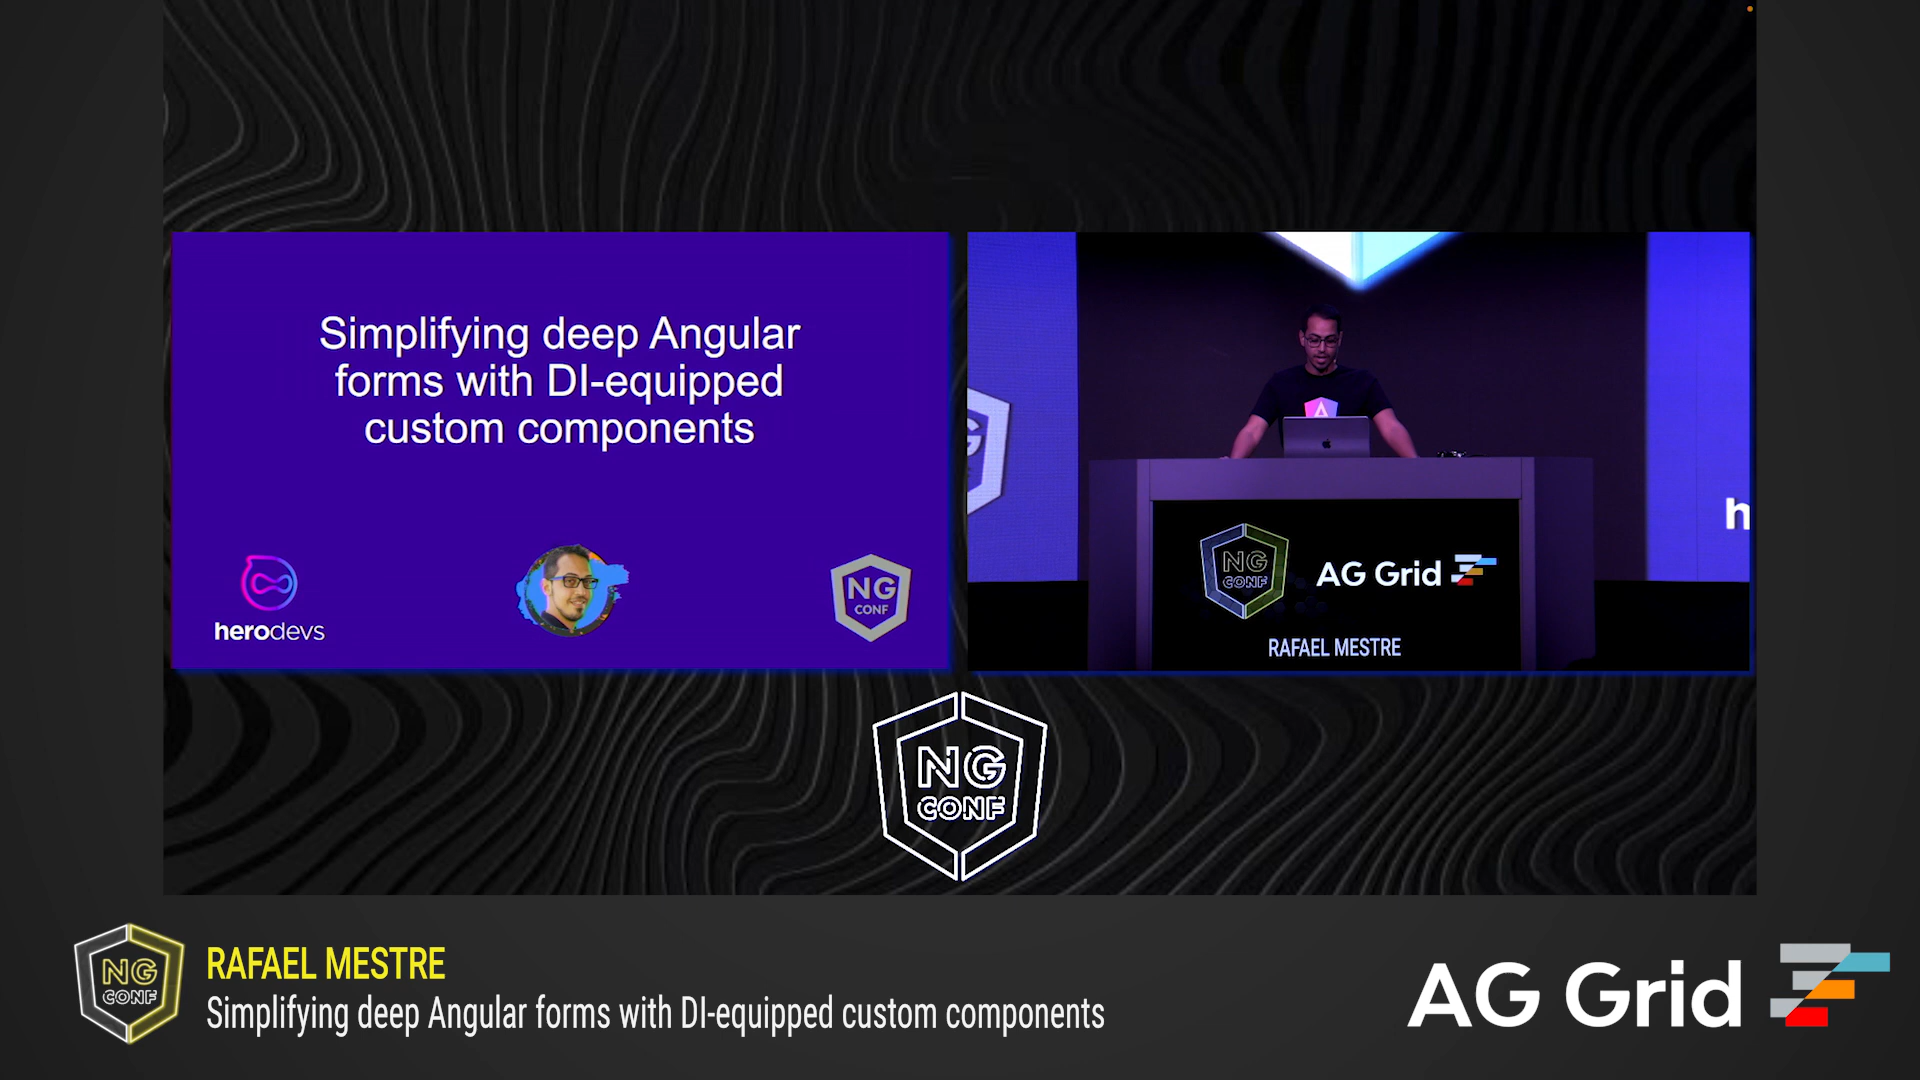 Simplifying deep Angular
forms with DI-equipped
custom components
herodevs
NG
CONF
G
h
A
NG
CONF
AG Grid
RAFAEL MESTRE
NG
CONF
NG
CONF
RAFAEL MESTRE
Simplifying deep Angular forms with DI-equipped custom components
AG Grid